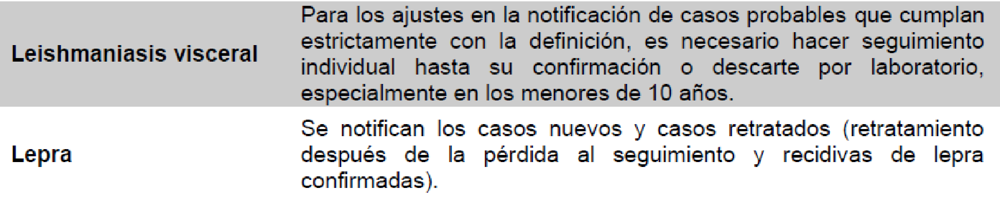 Leishmaniasis visceral
Para los ajustes en la notificación de casos probables que cumplan
estrictamente con la definición, es necesario hacer seguimiento
individual hasta su confirmación o descarte por laboratorio,
especialmente en los menores de 10 años.
Lepra
Se notifican los casos nuevos y casos retratados (retratamiento
después de la pérdida al seguimiento y recidivas de lepra
confirmadas).